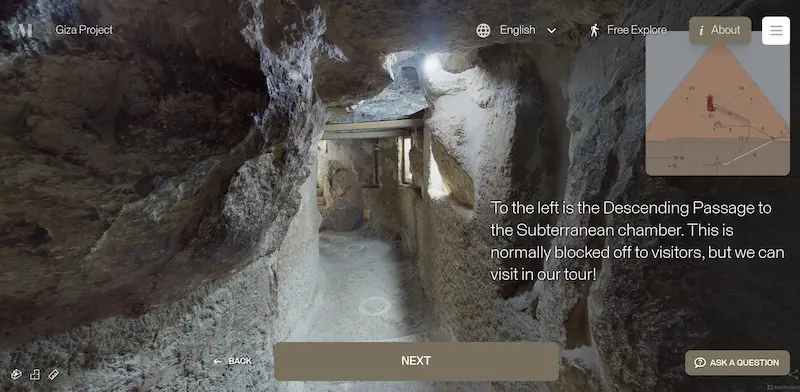 Giza Project
English
Free Explore
i About
To the left is the Descending Passage to
the Subterranean chamber. This is
normally blocked off to visitors, but we can
visit in our tour!
← BACK
NEXT
ASK A QUESTION